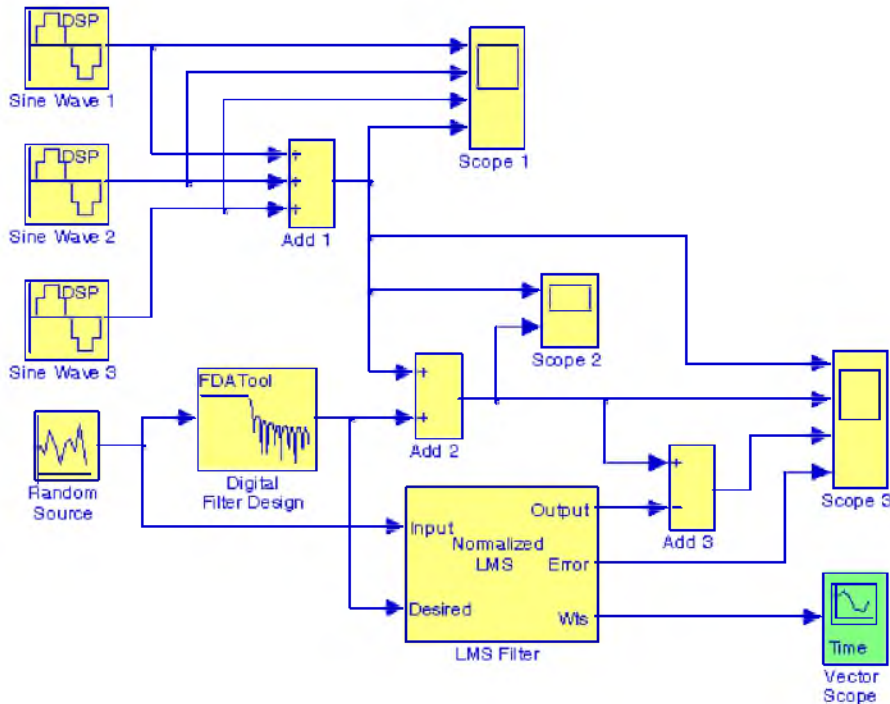 DSP
Sine Wave 1
Scope 1
DSP
Sine Wave 2
+
+
+
Add 1
DSP
Sine Wave 3
Scope 2
FDATool
Digital
Filter Design
+
+
Add 2
Random
Source
+
−
Add 3
Scope 3
Input
Normalized
LMS
Desired
Output
Error
Wts
LMS Filter
Time
Vector
Scope